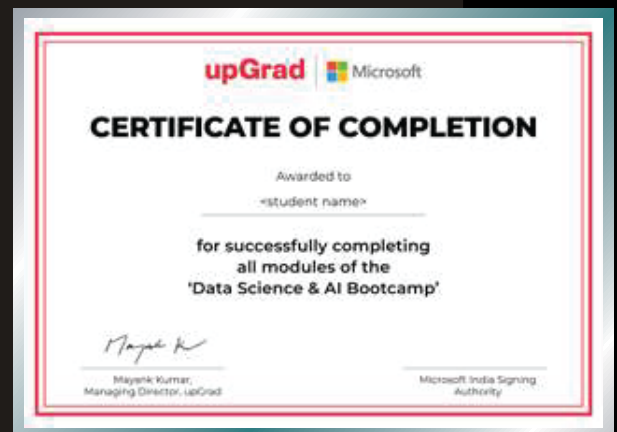 upGrad | Microsoft
CERTIFICATE OF COMPLETION
Awarded to
<student name>
for successfully completing
all modules of the
'Data Science & AI Bootcamp'
Mayank K
Mayank Kumar,
Managing Director, upGrad
Microsoft India Signing
Authority